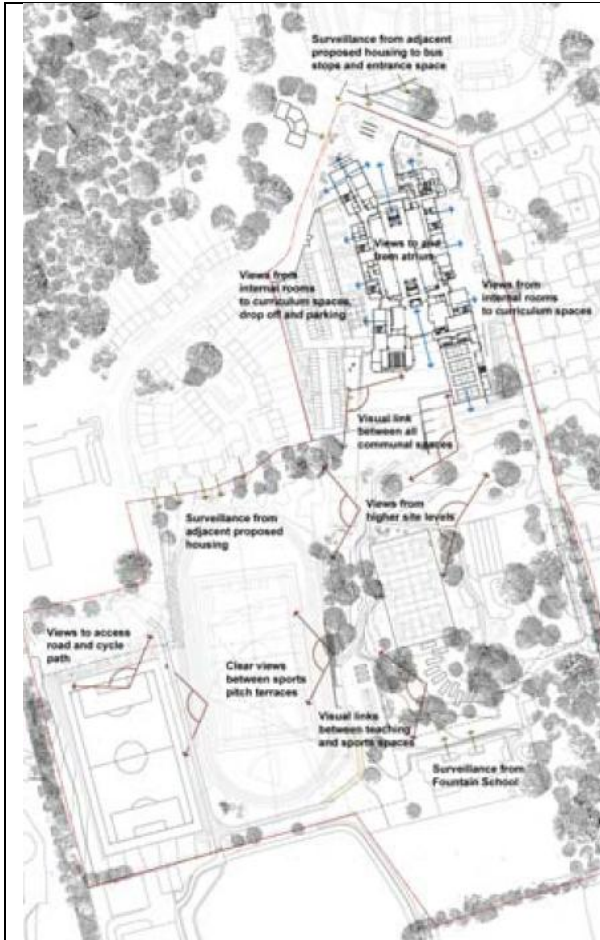 Surveillance from adjacent
proposed housing to bus
stops and entrance space
Views to and
from atrium
Views from
internal rooms
to curriculum spaces,
drop off and parking
Views from
internal rooms
to curriculum spaces
Visual link
between all
communal spaces
Views from
higher site levels
Surveillance from
adjacent proposed
housing
Views to access
road and cycle
path
Clear views
between sports
pitch terraces
Visual links
between teaching
and sports spaces
Surveillance from
Fountain School